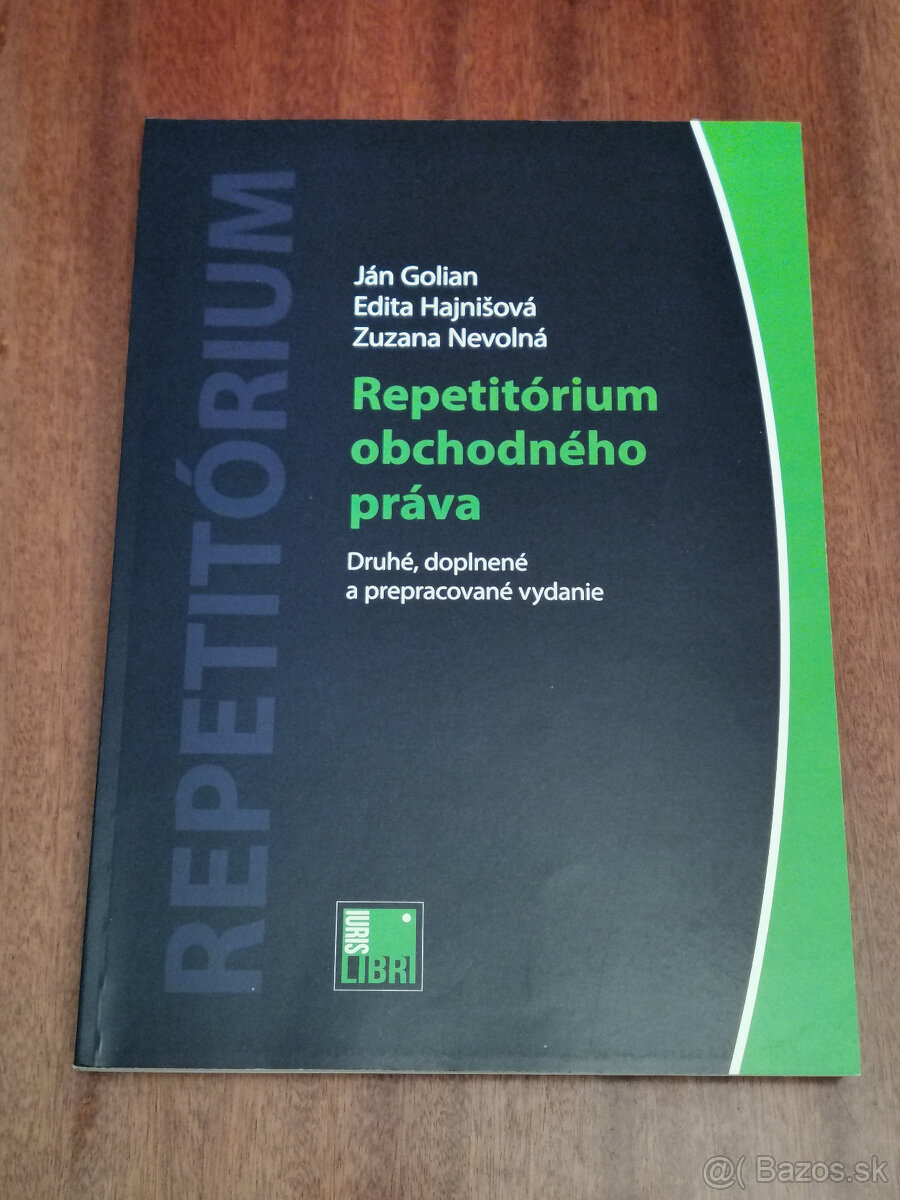 REPETITÓRIUM
Ján Golian
Edita Hajnišová
Zuzana Nevolná
Repetitórium
obchodného
práva
Druhé, doplnené
a prepracované vydanie
IURIS
LIBRI
@( Bazos.sk